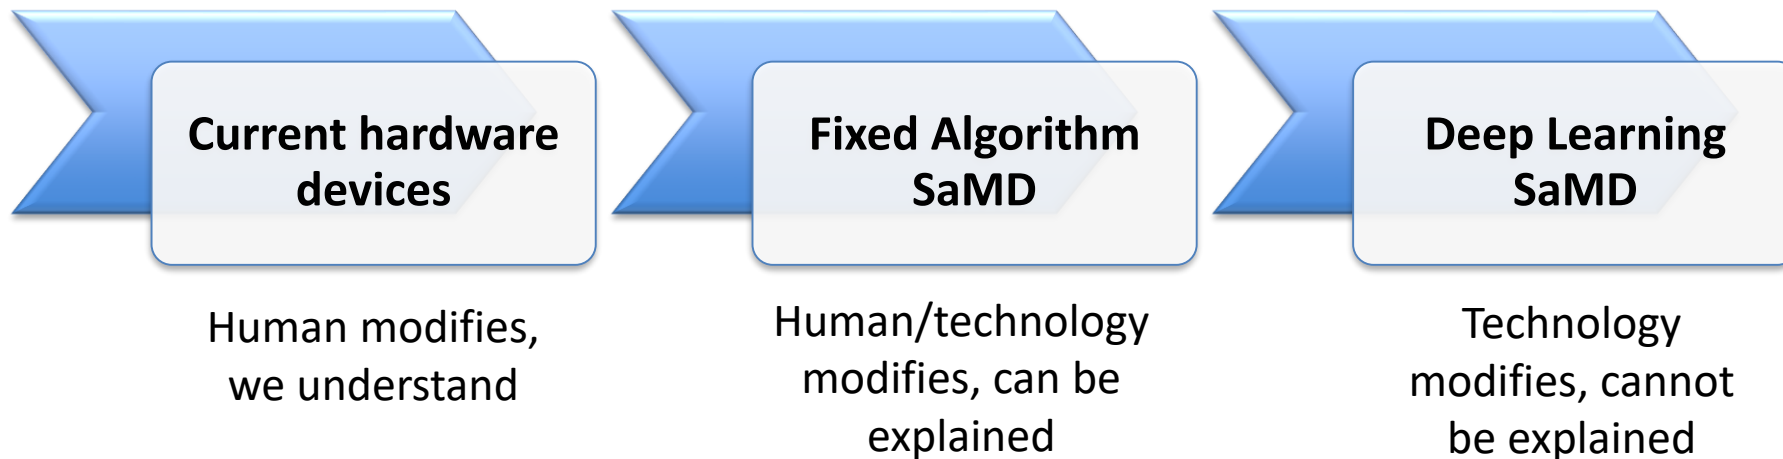 Current hardware
devices
Fixed Algorithm
SaMD
Deep Learning
SaMD
Human modifies,
we understand
Human/technology
modifies, can be
explained
Technology
modifies, cannot
be explained